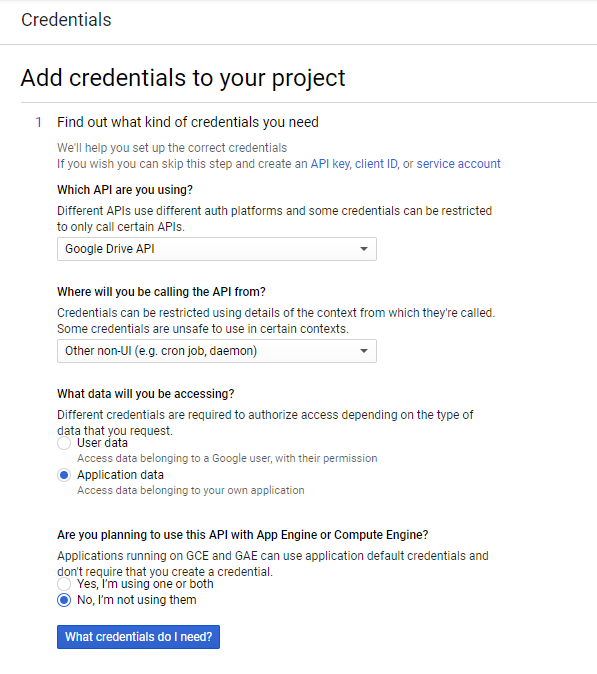 Credentials
Add credentials to your project
1 Find out what kind of credentials you need
We'll help you set up the correct credentials
If you wish you can skip this step and create an API key, client ID, or service account
Which API are you using?
Different APIs use different auth platforms and some credentials can be restricted
to only call certain APIs.
Google Drive API
Where will you be calling the API from?
Credentials can be restricted using details of the context from which they're called.
Some credentials are unsafe to use in certain contexts.
Other non-UI (e.g. cron job, daemon)
What data will you be accessing?
Different credentials are required to authorize access depending on the type of
data that you request.
User data
Access data belonging to a Google user, with their permission
Application data
Access data belonging to your own application
Are you planning to use this API with App Engine or Compute Engine?
Applications running on GCE and GAE can use application default credentials and
don't require that you create a credential.
Yes, I'm using one or both
No, I'm not using them
What credentials do I need?